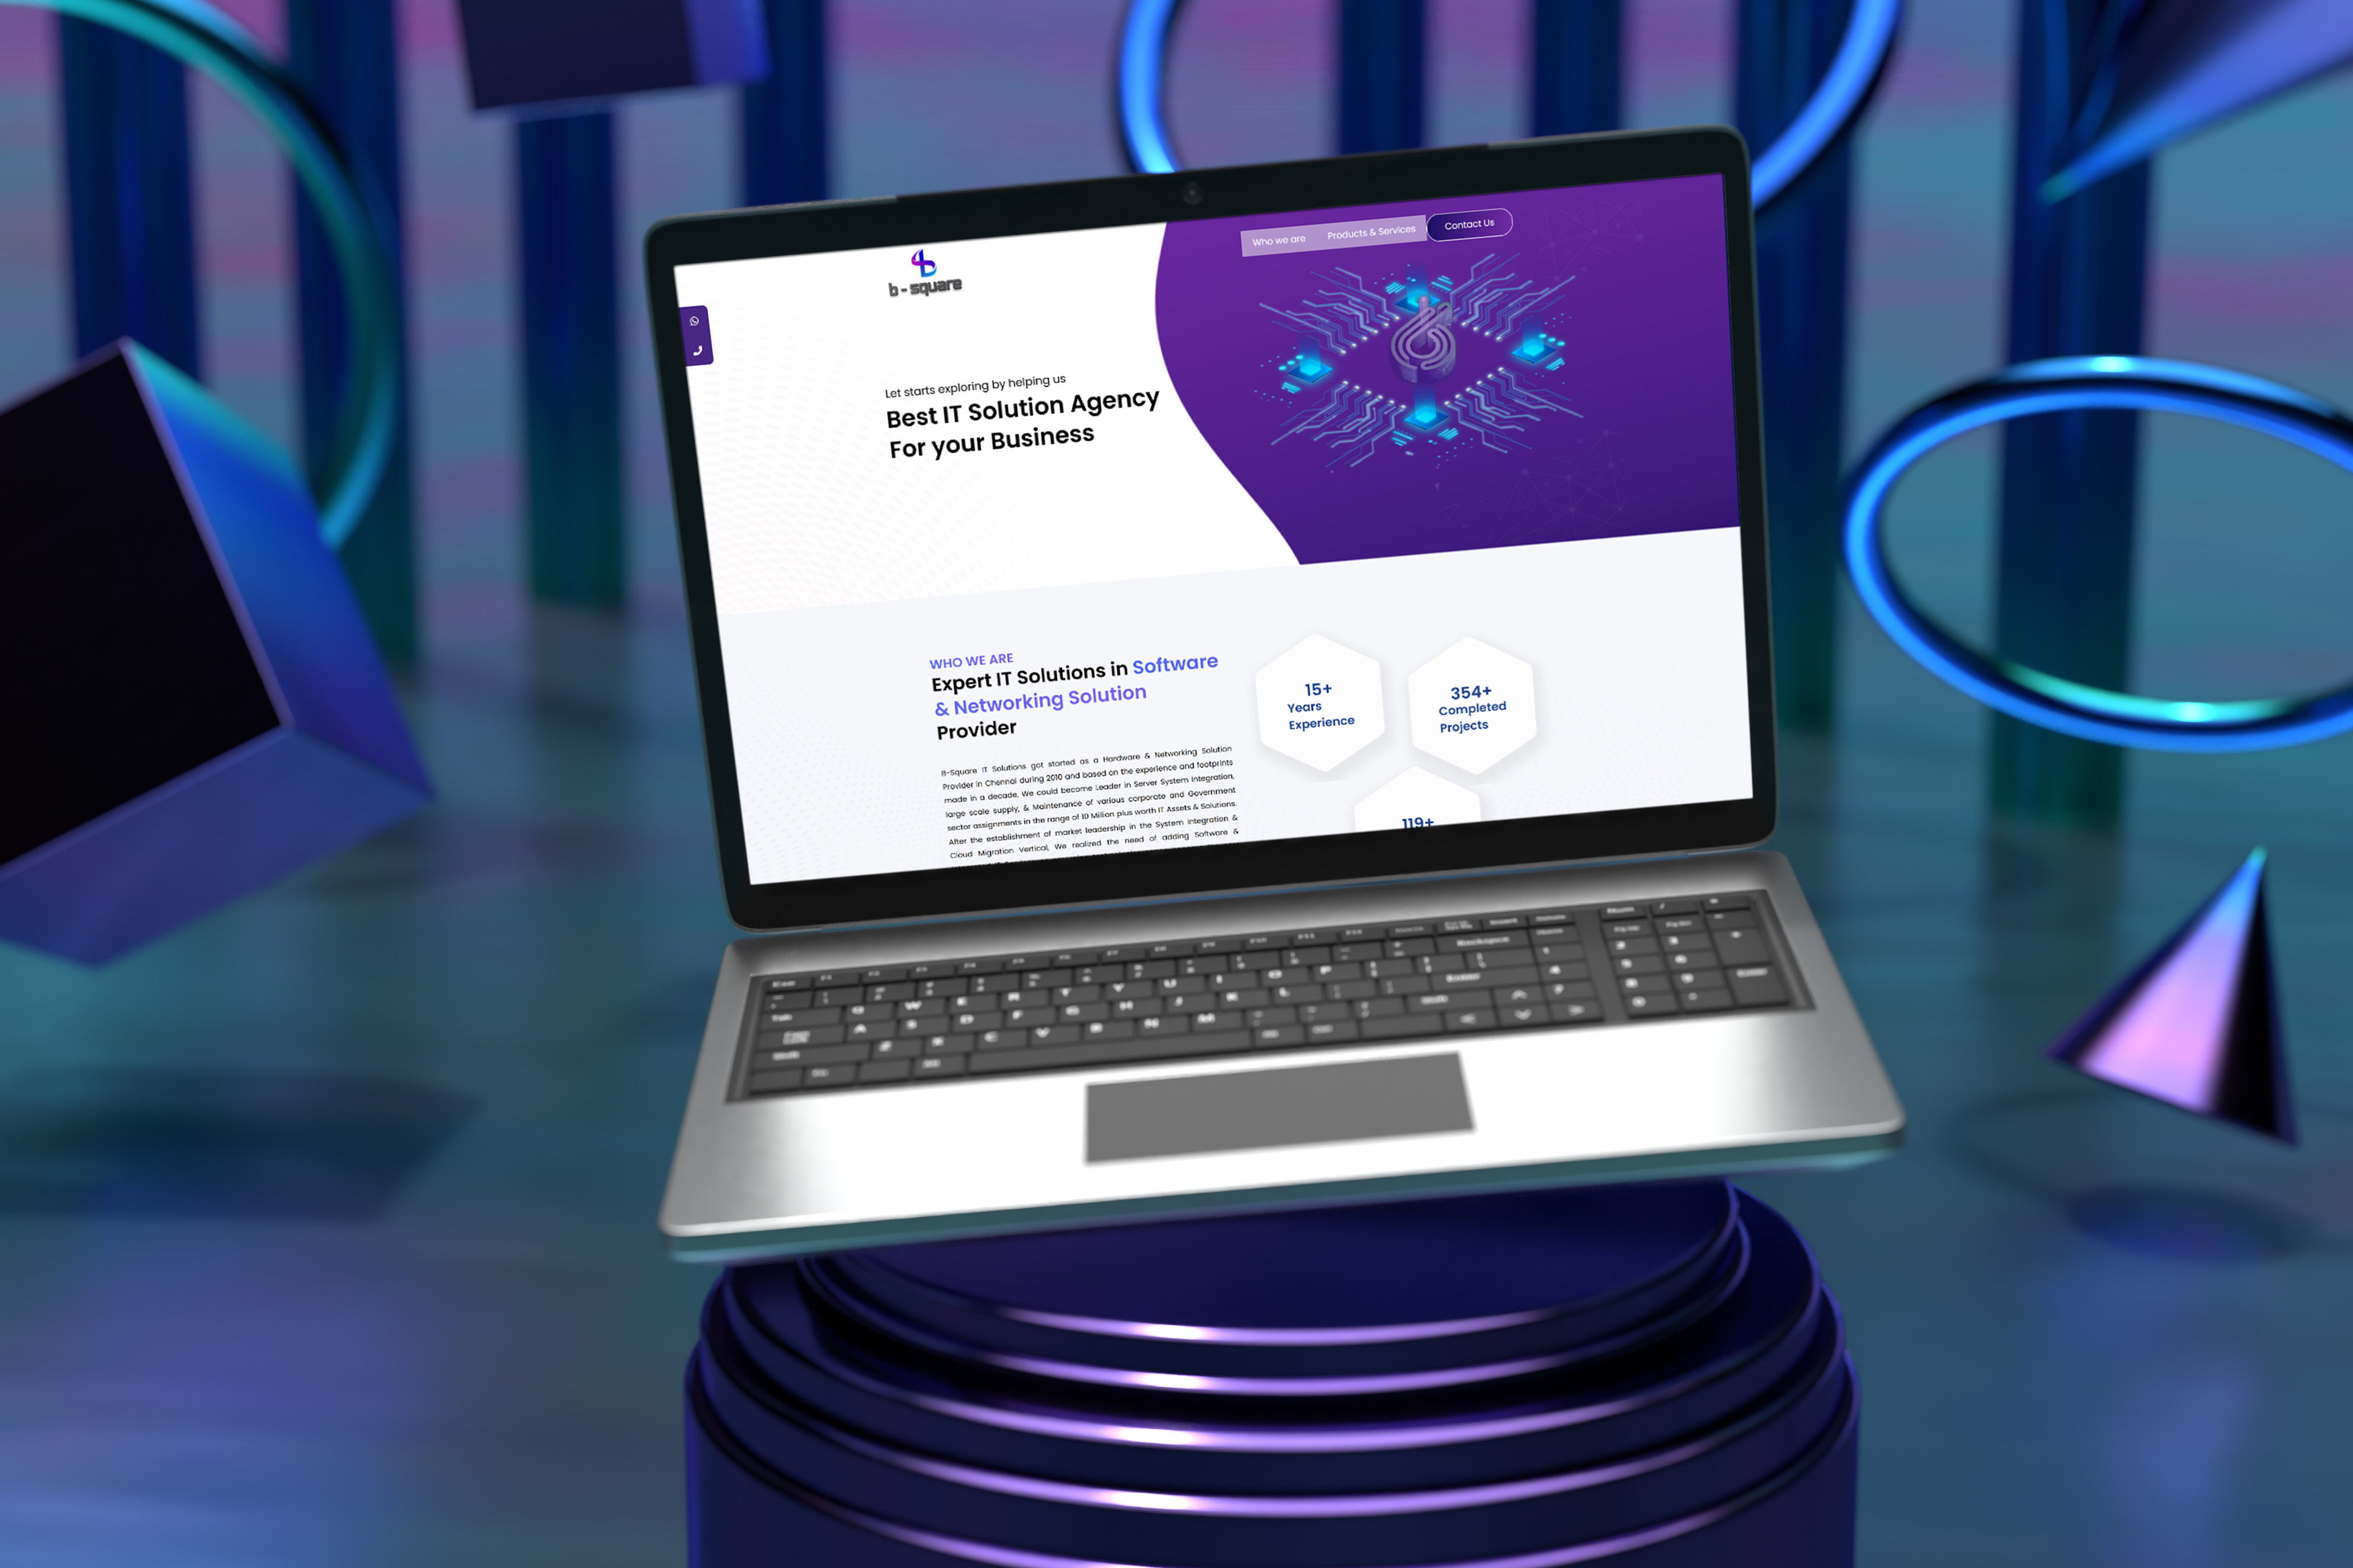 Who we are Products & Services Contact Us
b - square
Let starts exploring by helping us
Best IT Solution Agency
For your Business
WHO WE ARE
Expert IT Solutions in Software
& Networking Solution
Provider
B-Square IT Solutions got started as a Hardware & Networking Solution
Provider in Chennai during 2010 and based on the experience and footprints
made in a decade, We could become Leader in Server System Integration,
large scale supply, & Maintenance of various corporate and Government
sector assignments in the range of 10 Million plus worth IT Assets & Solutions.
After the establishment of market leadership in the System Integration &
Cloud Migration Vertical, We realized the need of adding Software &
15+
Years
Experience
354+
Completed
Projects
119+
Backspace
Q W E R T Y U I O P
A S D F G H J K L
Z X C V B N M